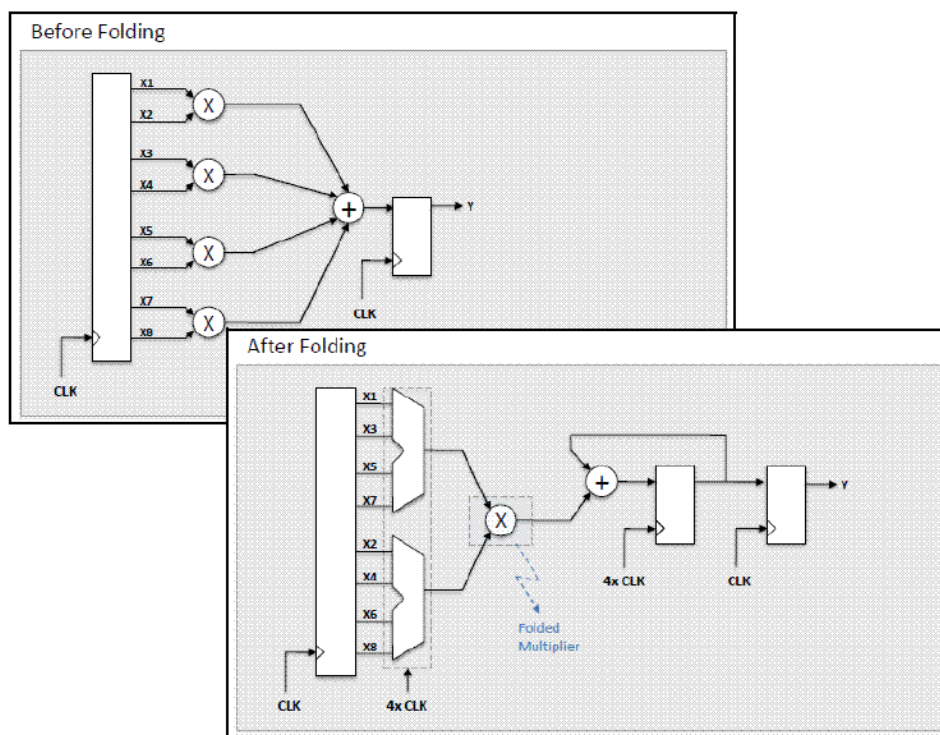 Before Folding
X1
X
X2
X3
X
X4
+
Y
X5
X
X6
CLK
X7
X
X8
CLK
After Folding
X1
X3
X5
X7
+
Y
X
X2
X4
4x CLK
CLK
X6
Folded
Multiplier
X8
CLK
4x CLK